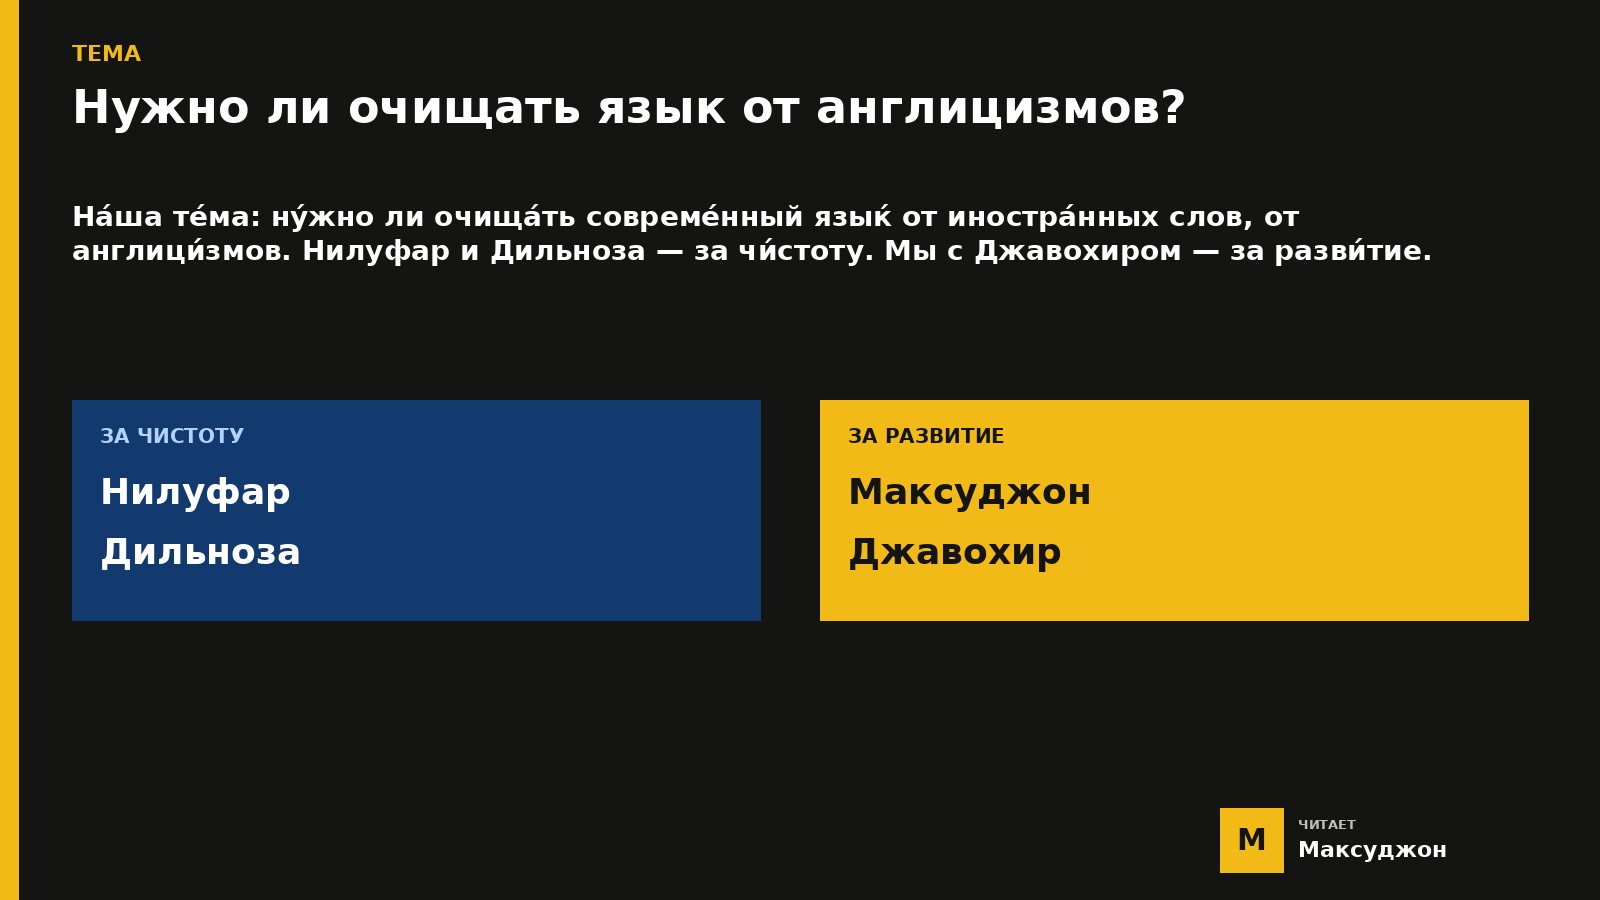 ТЕМА
Нужно ли очищать язык от англицизмов?
На́ша те́ма: ну́жно ли очища́ть совреме́нный язы́к от иностра́нных слов, от
англици́змов. Нилуфар и Дильноза — за чи́стоту. Мы с Джавохиром — за разви́тие.
ЗА ЧИСТОТУ
Нилуфар
Дильноза
ЗА РАЗВИТИЕ
Максуджон
Джавохир
М
ЧИТАЕТ
Максуджон